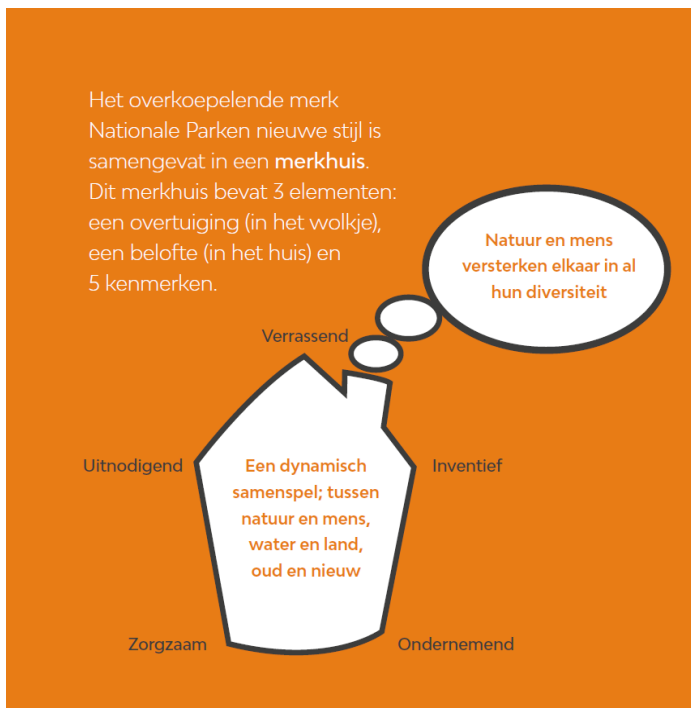 Het overkoepelende merk
Nationale Parken nieuwe stijl is
samengevat in een merkhuis.
Dit merkhuis bevat 3 elementen:
een overtuiging (in het wolkje),
een belofte (in het huis) en
5 kenmerken.
Natuur en mens
versterken elkaar in al
hun diversiteit
Verrassend
Uitnodigend
Een dynamisch
samenspel; tussen
natuur en mens,
water en land,
oud en nieuw
Inventief
Zorgzaam
Ondernemend